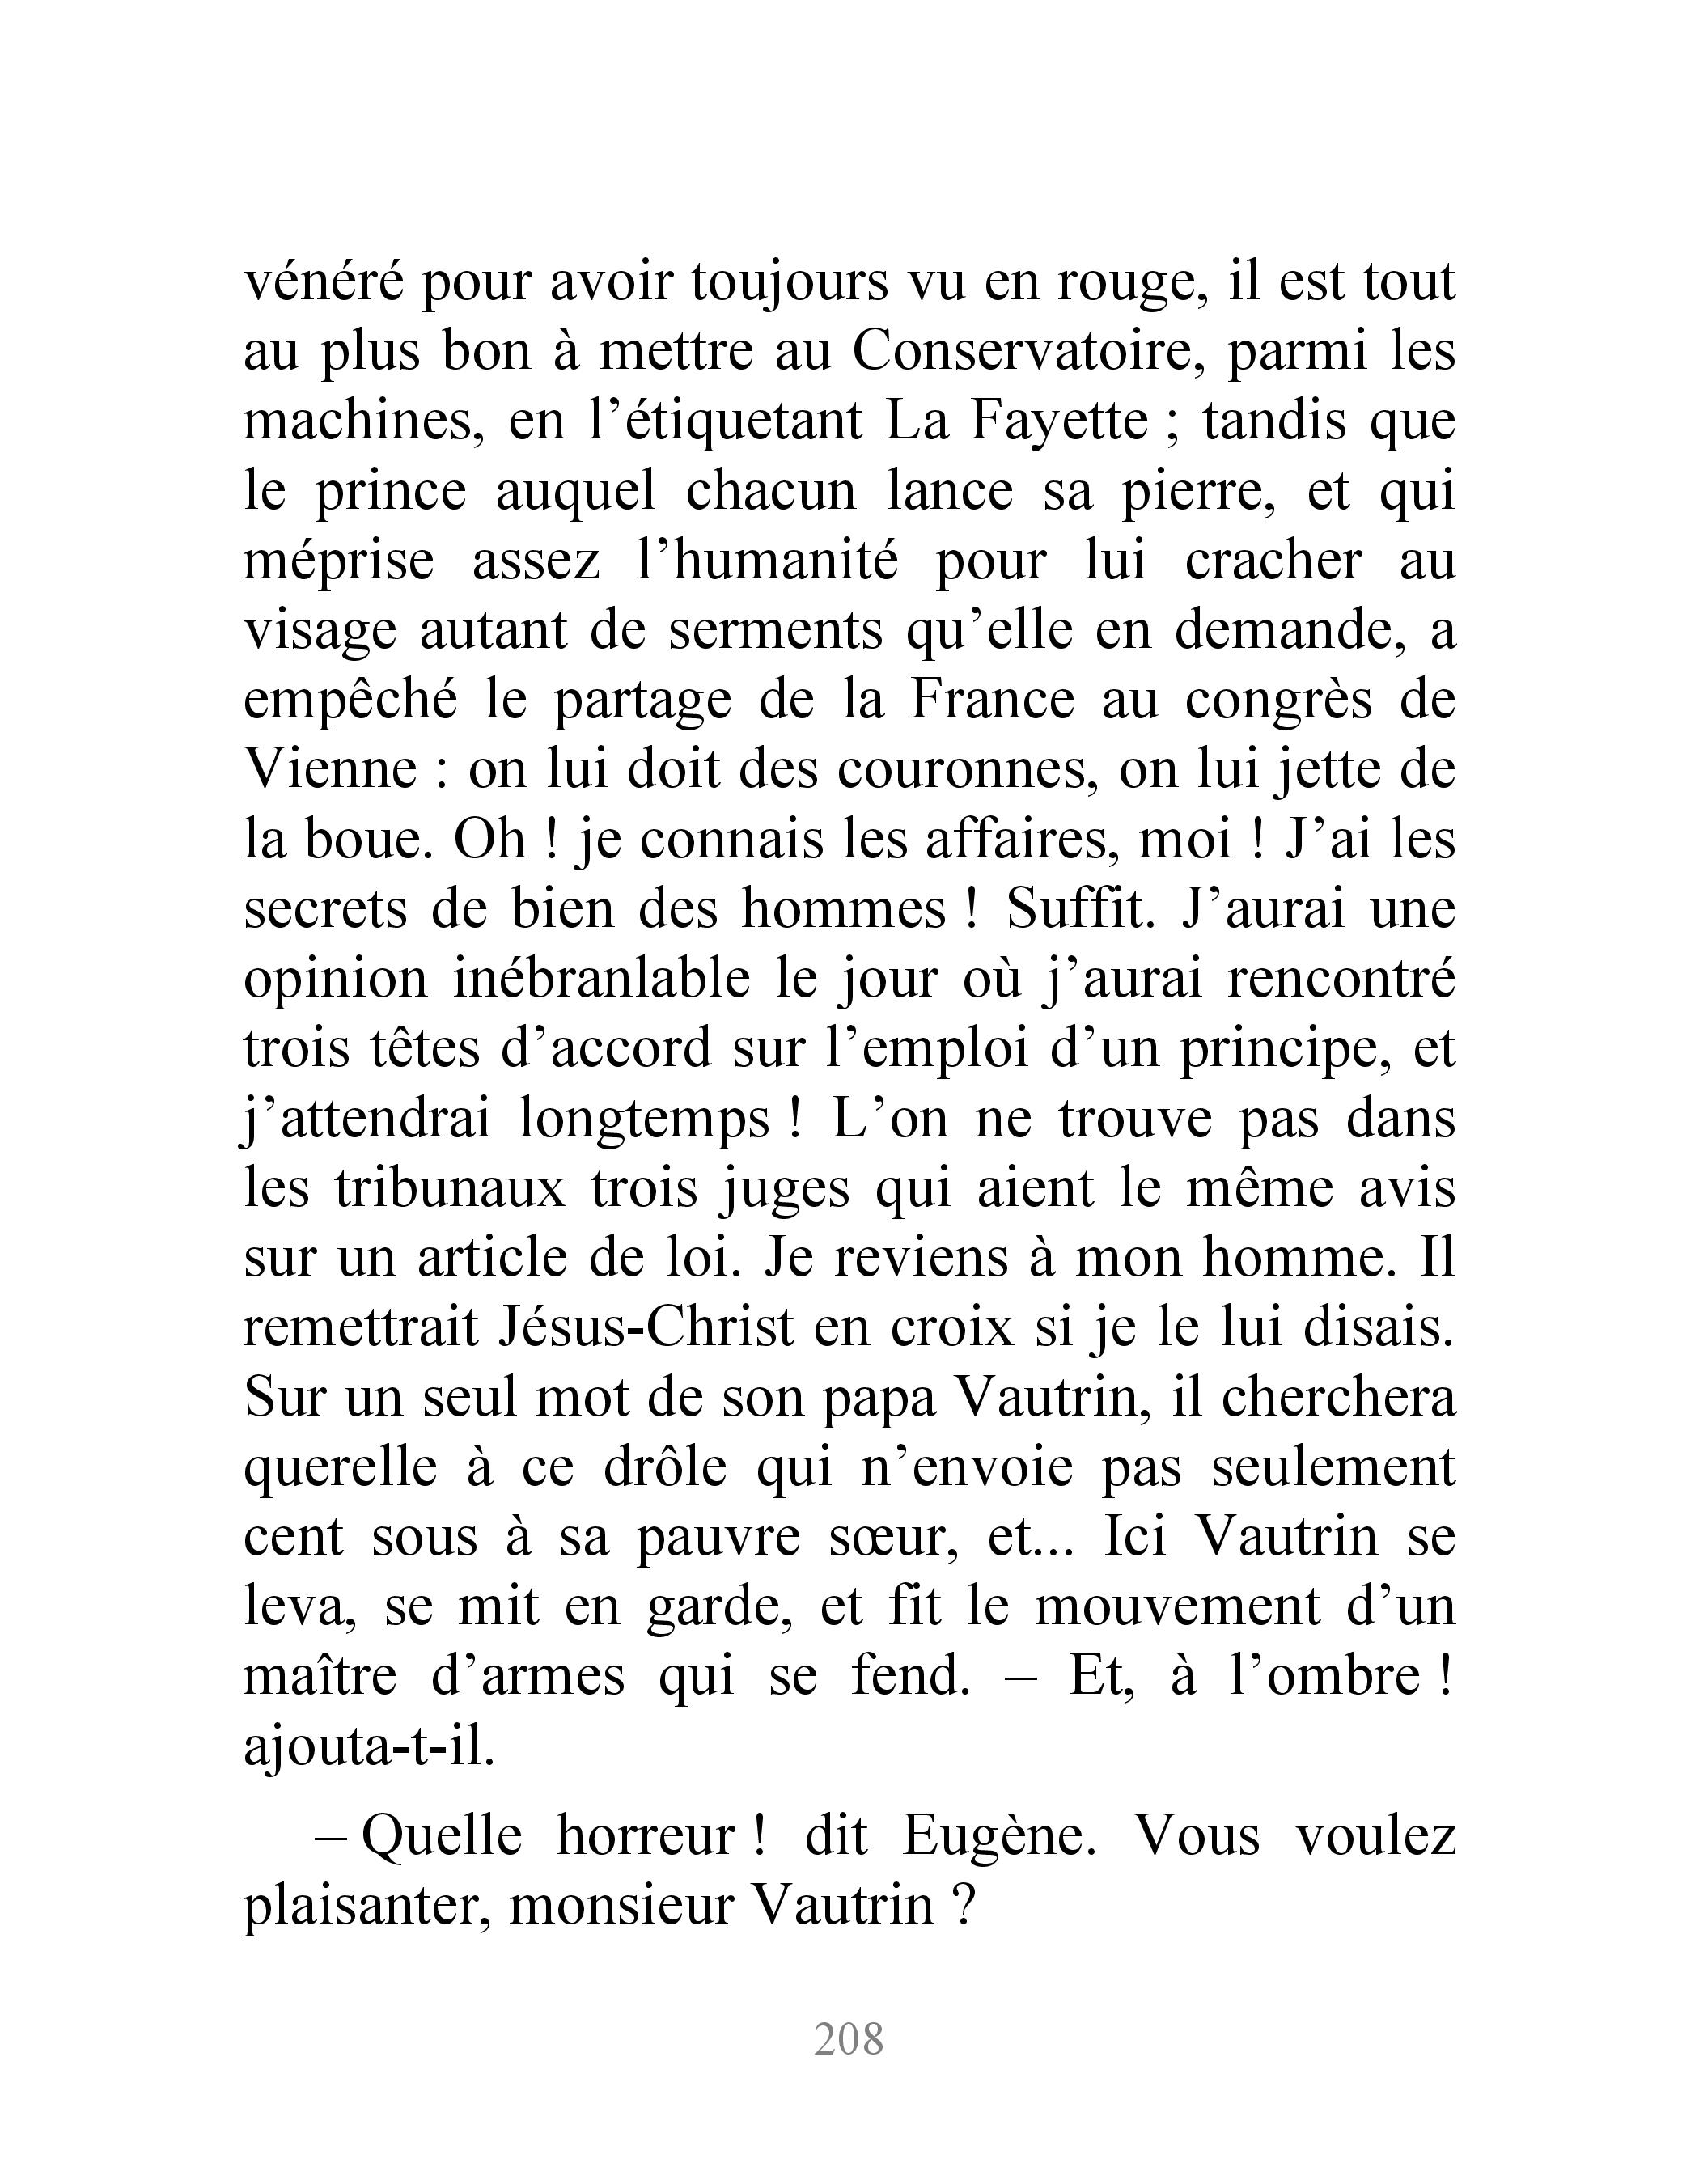 vénéré pour avoir toujours vu en rouge, il est tout
au plus bon à mettre au Conservatoire, parmi les
machines, en l’étiquetant La Fayette ; tandis que
le prince auquel chacun lance sa pierre, et qui
méprise assez l’humanité pour lui cracher au
visage autant de serments qu’elle en demande, a
empêché le partage de la France au congrès de
Vienne : on lui doit des couronnes, on lui jette de
la boue. Oh ! je connais les affaires, moi ! J’ai les
secrets de bien des hommes ! Suffit. J’aurai une
opinion inébranlable le jour où j’aurai rencontré
trois têtes d’accord sur l’emploi d’un principe, et
j’attendrai longtemps ! L’on ne trouve pas dans
les tribunaux trois juges qui aient le même avis
sur un article de loi. Je reviens à mon homme. Il
remettrait Jésus-Christ en croix si je le lui disais.
Sur un seul mot de son papa Vautrin, il cherchera
querelle à ce drôle qui n’envoie pas seulement
cent sous à sa pauvre sœur, et... Ici Vautrin se
leva, se mit en garde, et fit le mouvement d’un
maître d’armes qui se fend. – Et, à l’ombre !
ajouta-t-il.
– Quelle horreur ! dit Eugène. Vous voulez
plaisanter, monsieur Vautrin ?
208